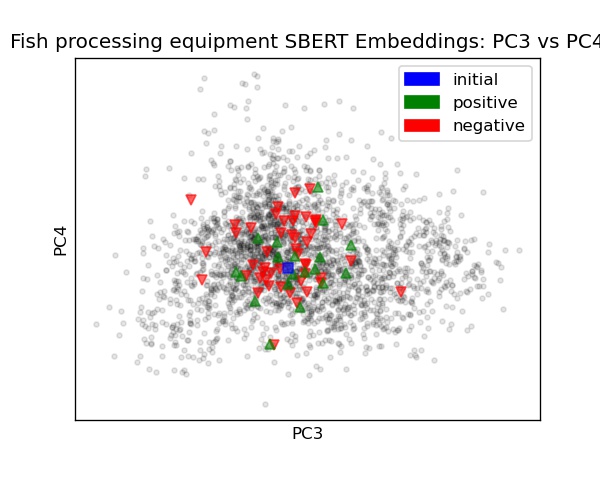 Fish processing equipment SBERT Embeddings: PC3 vs PC4
initial
positive
negative
PC4
PC3